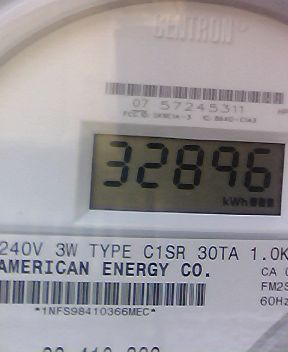 CENTRON®
07 57245311
32896
kWh
240V 3W TYPE C1SR 30TA 1.0K
AMERICAN ENERGY CO.
CA
FM2S
60Hz
*1NFS98410366MEC*